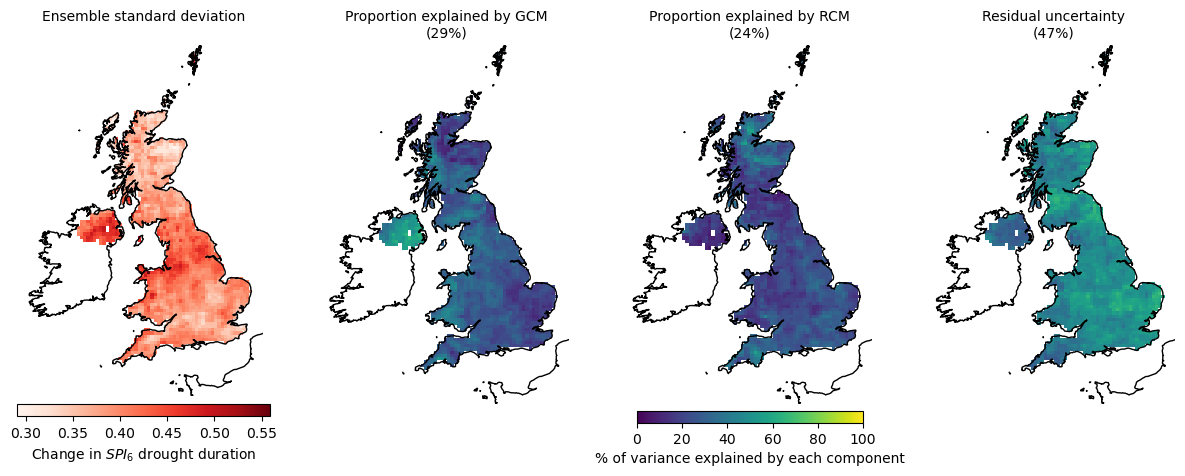 Ensemble standard deviation
Proportion explained by GCM
(29%)
Proportion explained by RCM
(24%)
Residual uncertainty
(47%)
0.30 0.35 0.40 0.45 0.50 0.55
Change in SPI6 drought duration
0 20 40 60 80 100
% of variance explained by each component